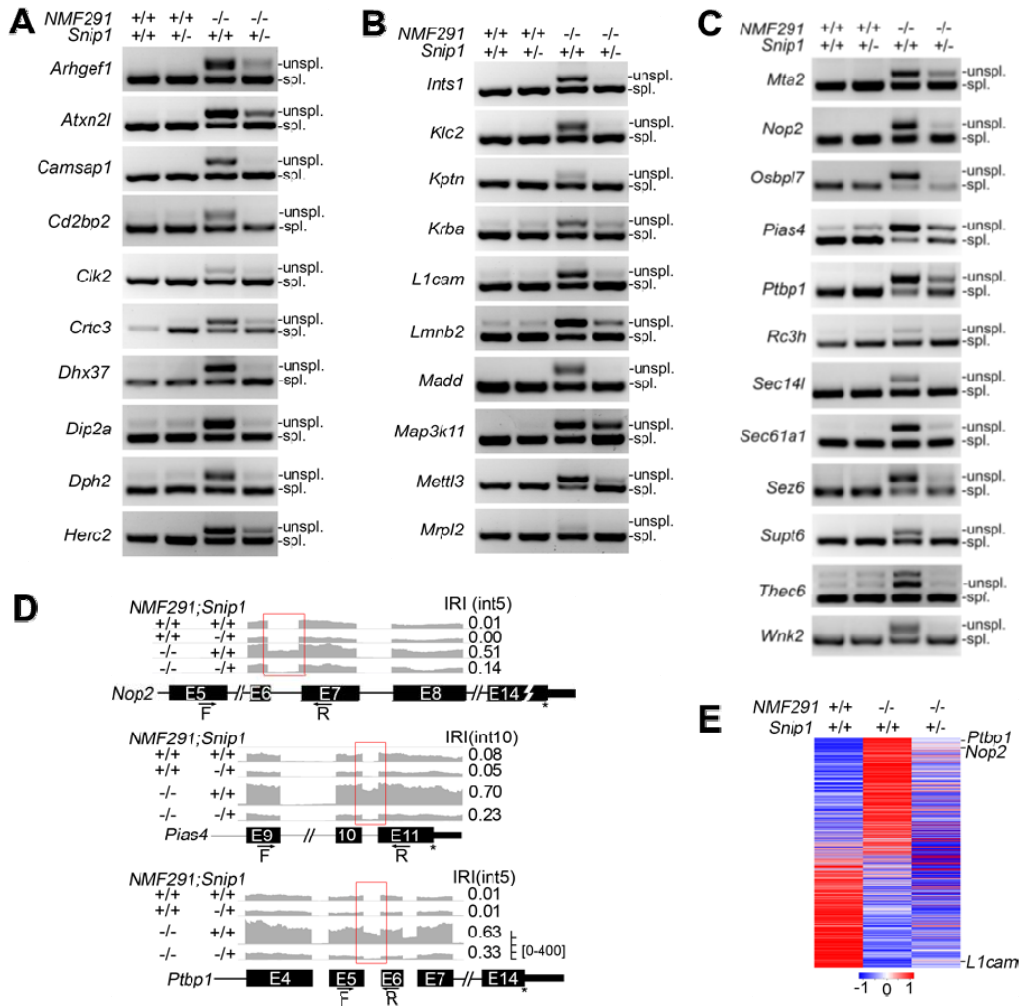 A
NMF291 +/+ +/+ -/- -/-
Snip1 +/+ +/- +/+ +/-
Arhgef1 -unspl. -spl.
Atxn2l -unspl. -spl.
Camsap1 -unspl. -spl.
Cd2bp2 -unspl. -spl.
Clk2 -unspl. -spl.
Crtc3 -unspl. -spl.
Dhx37 -unspl. -spl.
Dip2a -unspl. -spl.
Dph2 -unspl. -spl.
Herc2 -unspl. -spl.
B
NMF291 +/+ +/+ -/- -/-
Snip1 +/+ +/- +/+ +/-
Ints1 -unspl. -spl.
Klc2 -unspl. -spl.
Kptn -unspl. -spl.
Krba -unspl. -spl.
L1cam -unspl. -spl.
Lmnb2 -unspl. -spl.
Madd -unspl. -spl.
Map3k11 -unspl. -spl.
Mettl3 -unspl. -spl.
Mrpl2 -unspl. -spl.
C
NMF291 +/+ +/+ -/- -/-
Snip1 +/+ +/- +/+ +/-
Mta2 -unspl. -spl.
Nop2 -unspl. -spl.
Osbpl7 -unspl. -spl.
Pias4 -unspl. -spl.
Ptbp1 -unspl. -spl.
Rc3h -unspl. -spl.
Sec14l -unspl. -spl.
Sec61a1 -unspl. -spl.
Sez6 -unspl. -spl.
Supt6 -unspl. -spl.
Thec6 -unspl. -spl.
Wnk2 -unspl. -spl.
D
NMF291;Snip1 IRI (int5)
+/+ +/+ 0.01
+/+ -/+ 0.00
-/- +/+ 0.51
-/- -/+ 0.14
Nop2 E5 // E6 E7 E8 // E14
F R *
NMF291;Snip1 IRI(int10)
+/+ +/+ 0.08
+/+ -/+ 0.05
-/- +/+ 0.70
-/- -/+ 0.23
Pias4 E9 // 10 E11
F R *
NMF291;Snip1 IRI(int5)
+/+ +/+ 0.01
+/+ -/+ 0.01
-/- +/+ 0.63
-/- -/+ 0.33 [0-400]
Ptbp1 E4 E5 E6 E7 // E14
F R *
E
NMF291 +/+ -/- -/-
Snip1 +/+ +/+ +/-
Ptbp1
Nop2
L1cam
-1 0 1